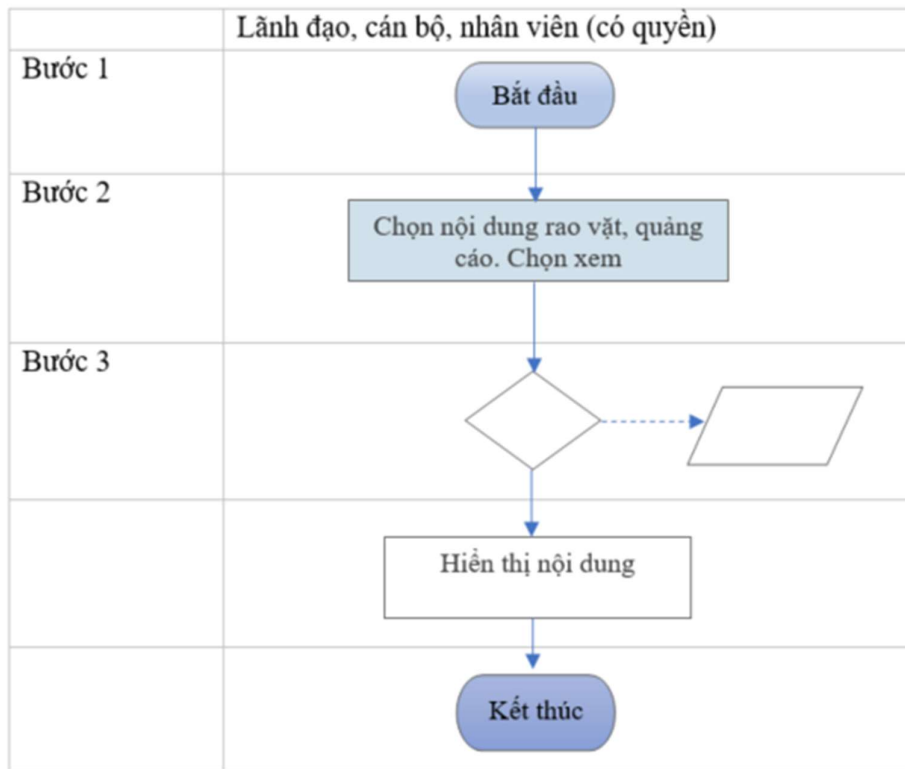 Lãnh đạo, cán bộ, nhân viên (có quyền)
Bước 1
Bắt đầu
Bước 2
Chọn nội dung rao vặt, quảng
cáo. Chọn xem
Bước 3
Hiển thị nội dung
Kết thúc